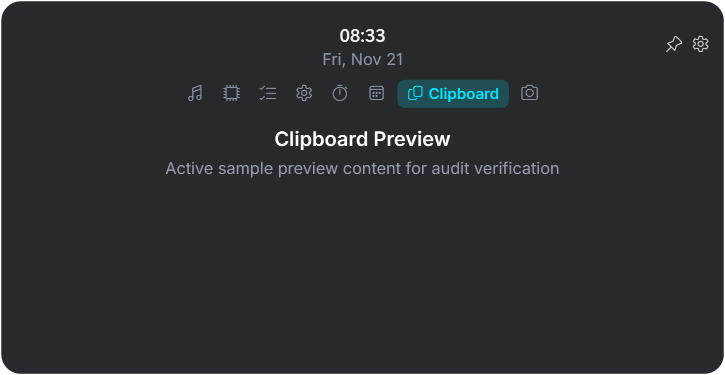 08:33
Fri, Nov 21
Clipboard
Clipboard Preview
Active sample preview content for audit verification